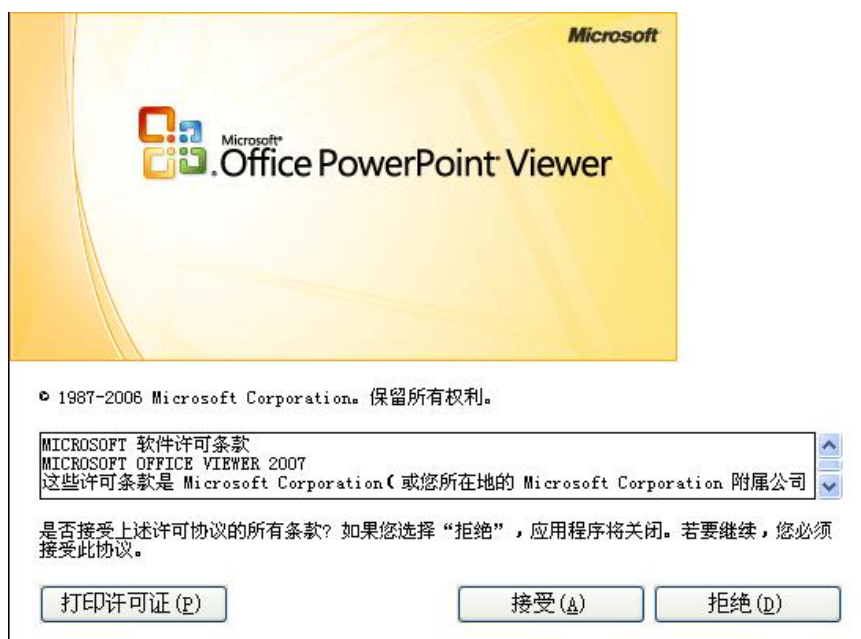 Microsoft
Microsoft®
Office PowerPoint Viewer
© 1987-2006 Microsoft Corporation。保留所有权利。
MICROSOFT 软件许可条款
MICROSOFT OFFICE VIEWER 2007
这些许可条款是 Microsoft Corporation(或您所在地的 Microsoft Corporation 附属公司
是否接受上述许可协议的所有条款?如果您选择“拒绝”,应用程序将关闭。若要继续,您必须
接受此协议。
打印许可证(P) 接受(A) 拒绝(D)